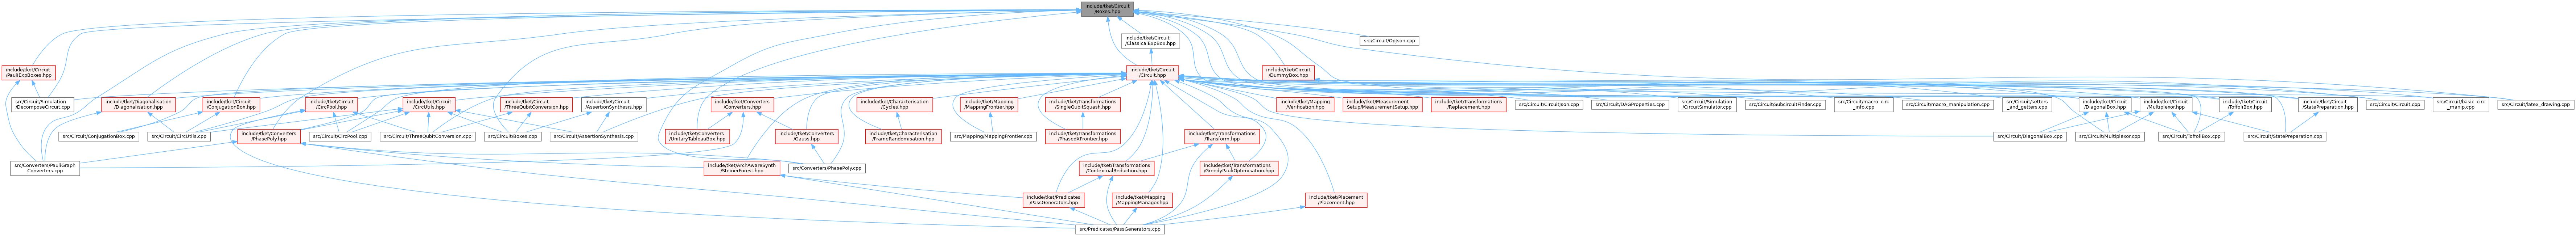 include/tket/Circuit
/Boxes.hpp
include/tket/Circuit
/ClassicalExpBox.hpp
src/Circuit/OpJson.cpp
include/tket/Circuit
/PauliExpBoxes.hpp
include/tket/Circuit
/Circuit.hpp
include/tket/Circuit
/DummyBox.hpp
src/Circuit/Simulation
/DecomposeCircuit.cpp
include/tket/Diagonalisation
/Diagonalisation.hpp
include/tket/Circuit
/ConjugationBox.hpp
include/tket/Circuit
/CircPool.hpp
include/tket/Circuit
/CircUtils.hpp
include/tket/Circuit
/ThreeQubitConversion.hpp
include/tket/Circuit
/AssertionSynthesis.hpp
include/tket/Converters
/Converters.hpp
include/tket/Characterisation
/Cycles.hpp
include/tket/Mapping
/MappingFrontier.hpp
include/tket/Transformations
/SingleQubitSquash.hpp
include/tket/Mapping
/Verification.hpp
include/tket/Measurement
Setup/MeasurementSetup.hpp
include/tket/Transformations
/Replacement.hpp
src/Circuit/CircuitJson.cpp
src/Circuit/DAGProperties.cpp
src/Circuit/Simulation
/CircuitSimulator.cpp
src/Circuit/SubcircuitFinder.cpp
src/Circuit/macro_circ
_info.cpp
src/Circuit/macro_manipulation.cpp
src/Circuit/setters
_and_getters.cpp
include/tket/Circuit
/DiagonalBox.hpp
include/tket/Circuit
/Multiplexor.hpp
include/tket/Circuit
/ToffoliBox.hpp
include/tket/Circuit
/StatePreparation.hpp
src/Circuit/Circuit.cpp
src/Circuit/basic_circ
_manip.cpp
src/Circuit/latex_drawing.cpp
src/Circuit/ConjugationBox.cpp
src/Circuit/CircUtils.cpp
include/tket/Converters
/PhasePoly.hpp
src/Circuit/CircPool.cpp
src/Circuit/ThreeQubitConversion.cpp
src/Circuit/Boxes.cpp
src/Circuit/AssertionSynthesis.cpp
include/tket/Converters
/UnitaryTableauBox.hpp
include/tket/Converters
/Gauss.hpp
include/tket/Characterisation
/FrameRandomisation.hpp
src/Mapping/MappingFrontier.cpp
include/tket/Transformations
/PhasedXFrontier.hpp
include/tket/Transformations
/Transform.hpp
src/Circuit/DiagonalBox.cpp
src/Circuit/Multiplexor.cpp
src/Circuit/ToffoliBox.cpp
src/Circuit/StatePreparation.cpp
src/Converters/PauliGraph
Converters.cpp
include/tket/ArchAwareSynth
/SteinerForest.hpp
src/Converters/PhasePoly.cpp
include/tket/Transformations
/ContextualReduction.hpp
include/tket/Transformations
/GreedyPauliOptimisation.hpp
include/tket/Predicates
/PassGenerators.hpp
include/tket/Mapping
/MappingManager.hpp
include/tket/Placement
/Placement.hpp
src/Predicates/PassGenerators.cpp